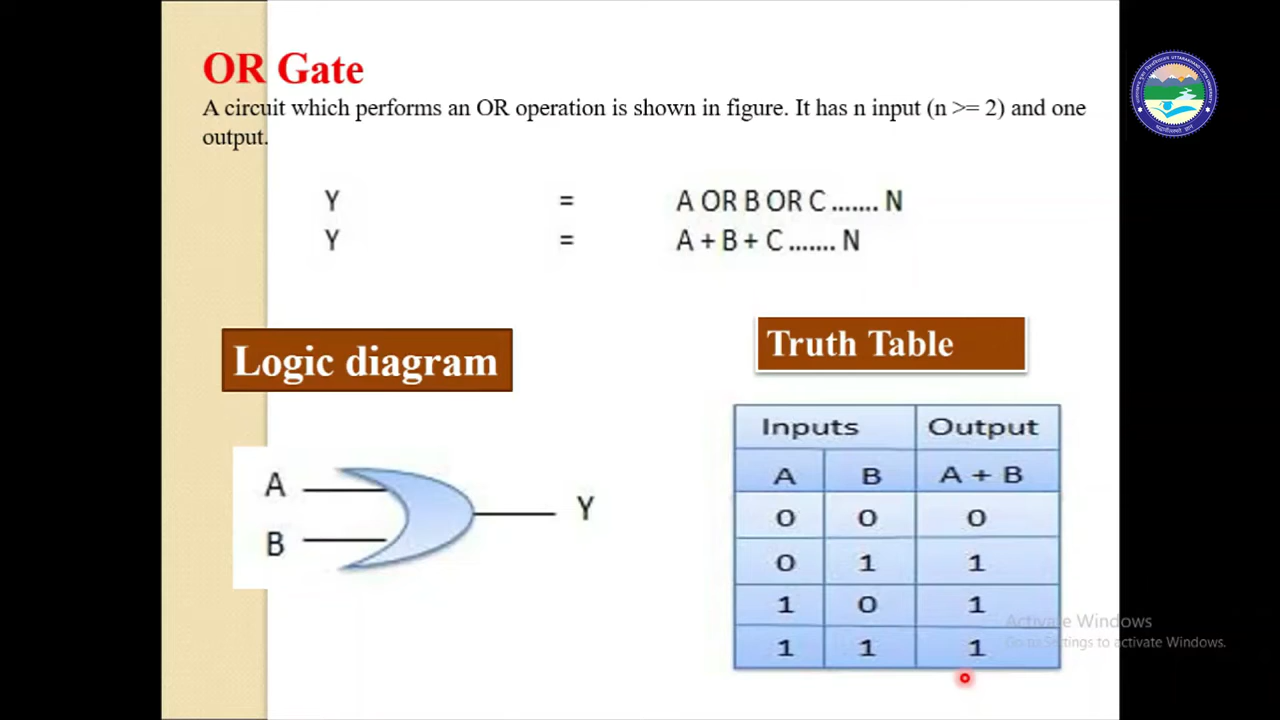 OR Gate
A circuit which performs an OR operation is shown in figure. It has n input (n >= 2) and one
output.
Y = A OR B OR C ....... N
Y = A + B + C ....... N
Logic diagram
Truth Table
A
B
Y
Inputs Output
A B A + B
0 0 0
0 1 1
1 0 1
1 1 1
Activate Windows
Go to Settings to activate Windows.